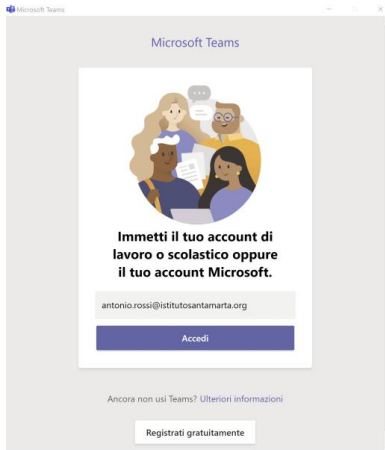 Microsoft Teams
Microsoft Teams
Immetti il tuo account di
lavoro o scolastico oppure
il tuo account Microsoft.
antonio.rossi@istitutosantamarta.org
Accedi
Ancora non usi Teams? Ulteriori informazioni
Registrati gratuitamente